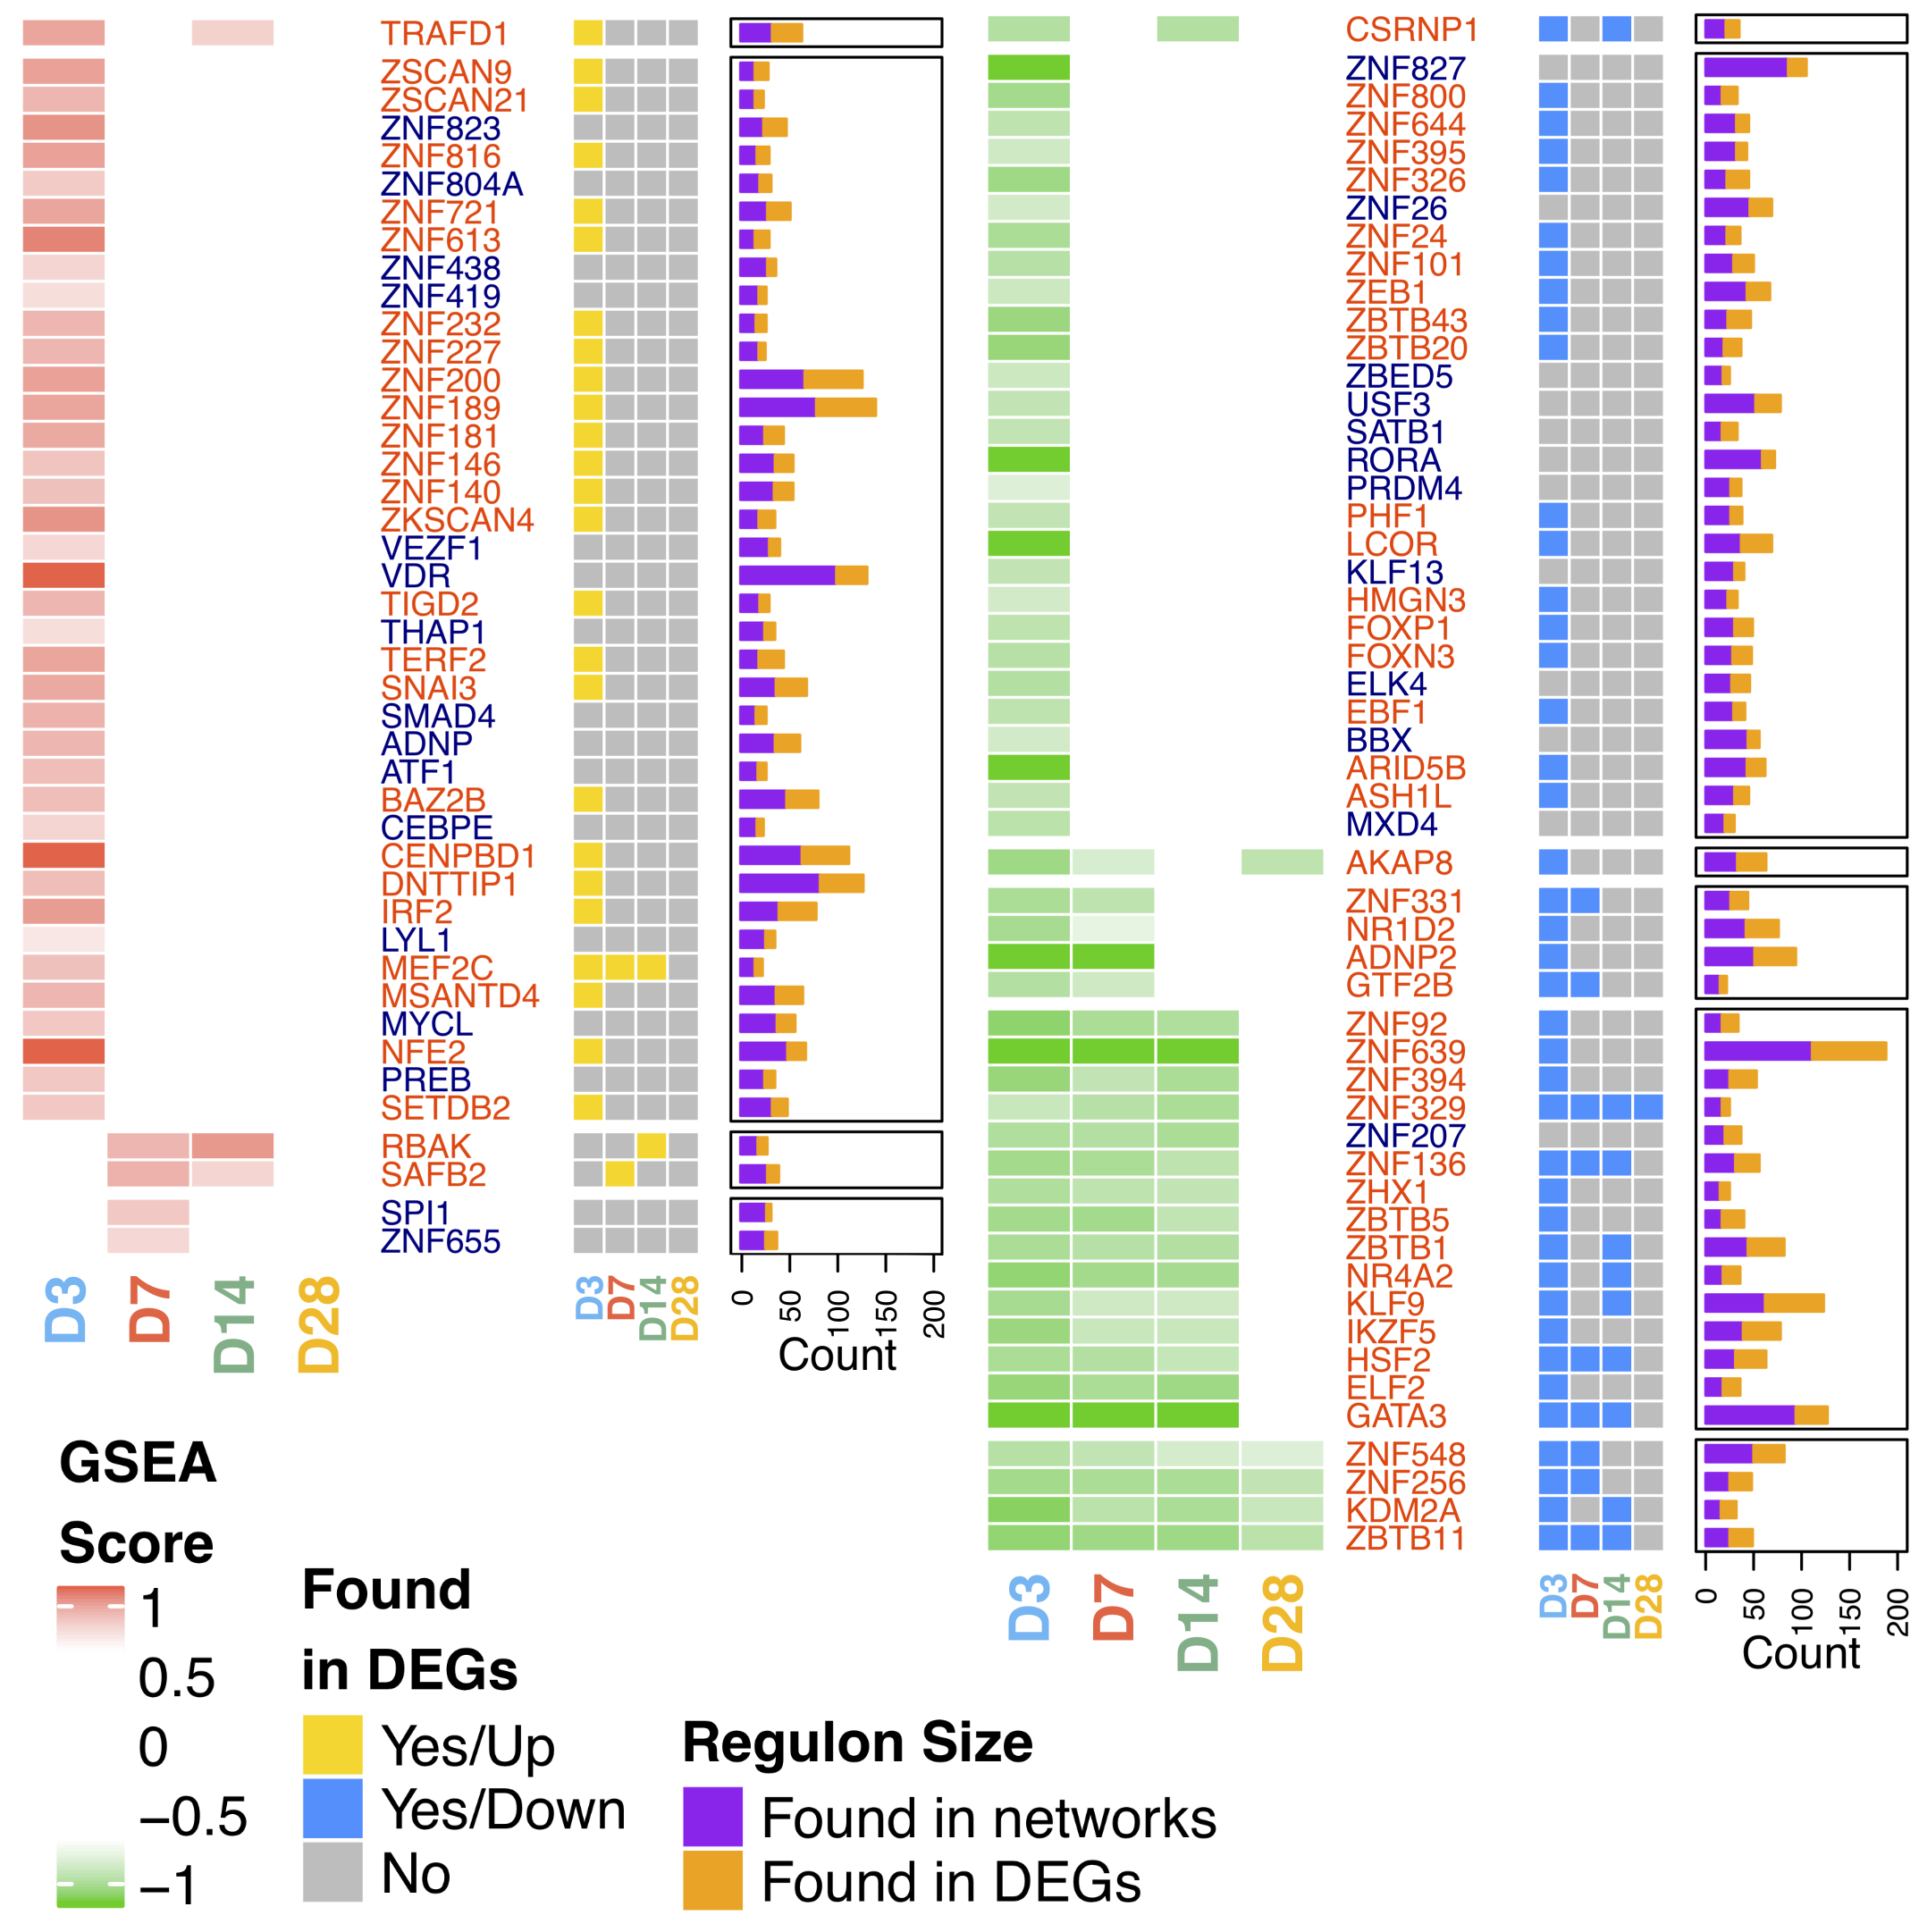 TRAFD1
ZSCAN9
ZSCAN21
ZNF823
ZNF816
ZNF804A
ZNF721
ZNF613
ZNF438
ZNF419
ZNF232
ZNF227
ZNF200
ZNF189
ZNF181
ZNF146
ZNF140
ZKSCAN4
VEZF1
VDR
TIGD2
THAP1
TERF2
SNAI3
SMAD4
ADNP
ATF1
BAZ2B
CEBPE
CENPBD1
DNTTIP1
IRF2
LYL1
MEF2C
MSANTD4
MYCL
NFE2
PREB
SETDB2
RBAK
SAFB2
SPI1
ZNF655
D3 D7 D14 D28
D3 D7 D14 D28
0 50 100 150 200
Count
CSRNP1
ZNF827
ZNF800
ZNF644
ZNF395
ZNF326
ZNF26
ZNF24
ZNF101
ZEB1
ZBTB43
ZBTB20
ZBED5
USF3
SATB1
RORA
PRDM4
PHF1
LCOR
KLF13
HMGN3
FOXP1
FOXN3
ELK4
EBF1
BBX
ARID5B
ASH1L
MXD4
AKAP8
ZNF331
NR1D2
ADNP2
GTF2B
ZNF92
ZNF639
ZNF394
ZNF329
ZNF207
ZNF136
ZHX1
ZBTB5
ZBTB1
NR4A2
KLF9
IKZF5
HSF2
ELF2
GATA3
ZNF548
ZNF256
KDM2A
ZBTB11
D3 D7 D14 D28
D3 D7 D14 D28
0 50 100 150 200
Count
GSEA
Score
1
0.5
0
−0.5
−1
Found
in DEGs
Yes/Up
Yes/Down
No
Regulon Size
Found in networks
Found in DEGs